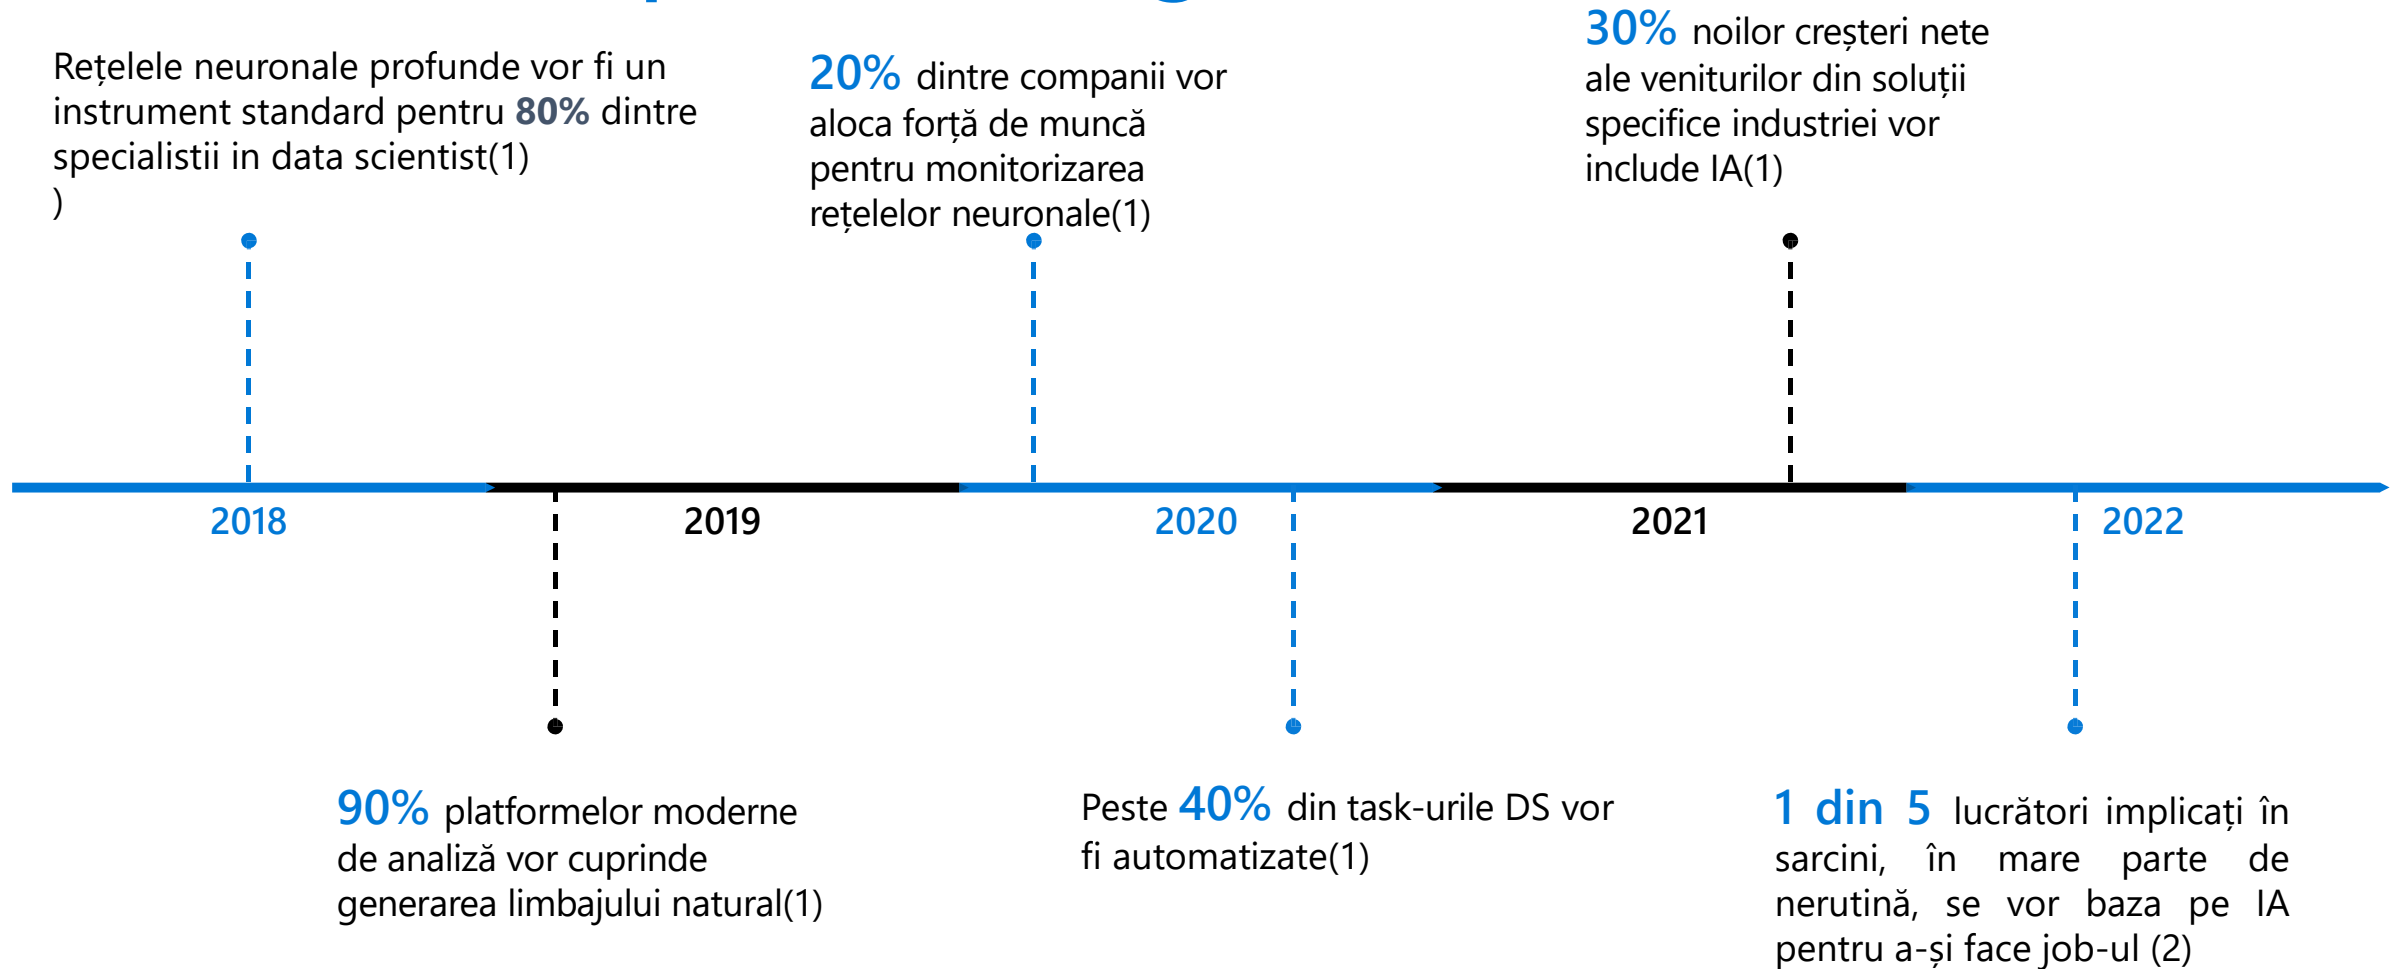 Rețelele neuronale profunde vor fi un
instrument standard pentru 80% dintre
specialistii in data scientist(1)
)
20% dintre companii vor
aloca forță de muncă
pentru monitorizarea
rețelelor neuronale(1)
30% noilor creșteri nete
ale veniturilor din soluții
specifice industriei vor
include IA(1)
2018
2019
2020
2021
2022
90% platformelor moderne
de analiză vor cuprinde
generarea limbajului natural(1)
Peste 40% din task-urile DS vor
fi automatizate(1)
1 din 5 lucrători implicați în
sarcini, în mare parte de
nerutină, se vor baza pe IA
pentru a-și face job-ul (2)